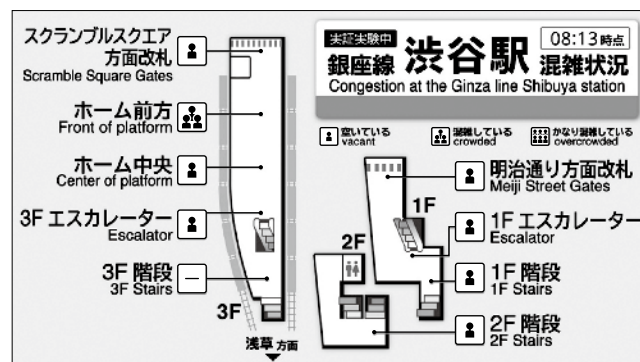 スクランブルスクエア
方面改札
Scramble Square Gates
ホーム前方
Front of platform
ホーム中央
Center of platform
3F エスカレーター
Escalator
3F 階段
3F Stairs
3F
浅草方面
実証実験中
08:13時点
銀座線 渋谷駅 混雑状況
Congestion at the Ginza line Shibuya station
空いている
vacant
混雑している
crowded
かなり混雑している
overcrowded
明治通り方面改札
Meiji Street Gates
1F
1F エスカレーター
Escalator
2F
1F 階段
1F Stairs
2F 階段
2F Stairs